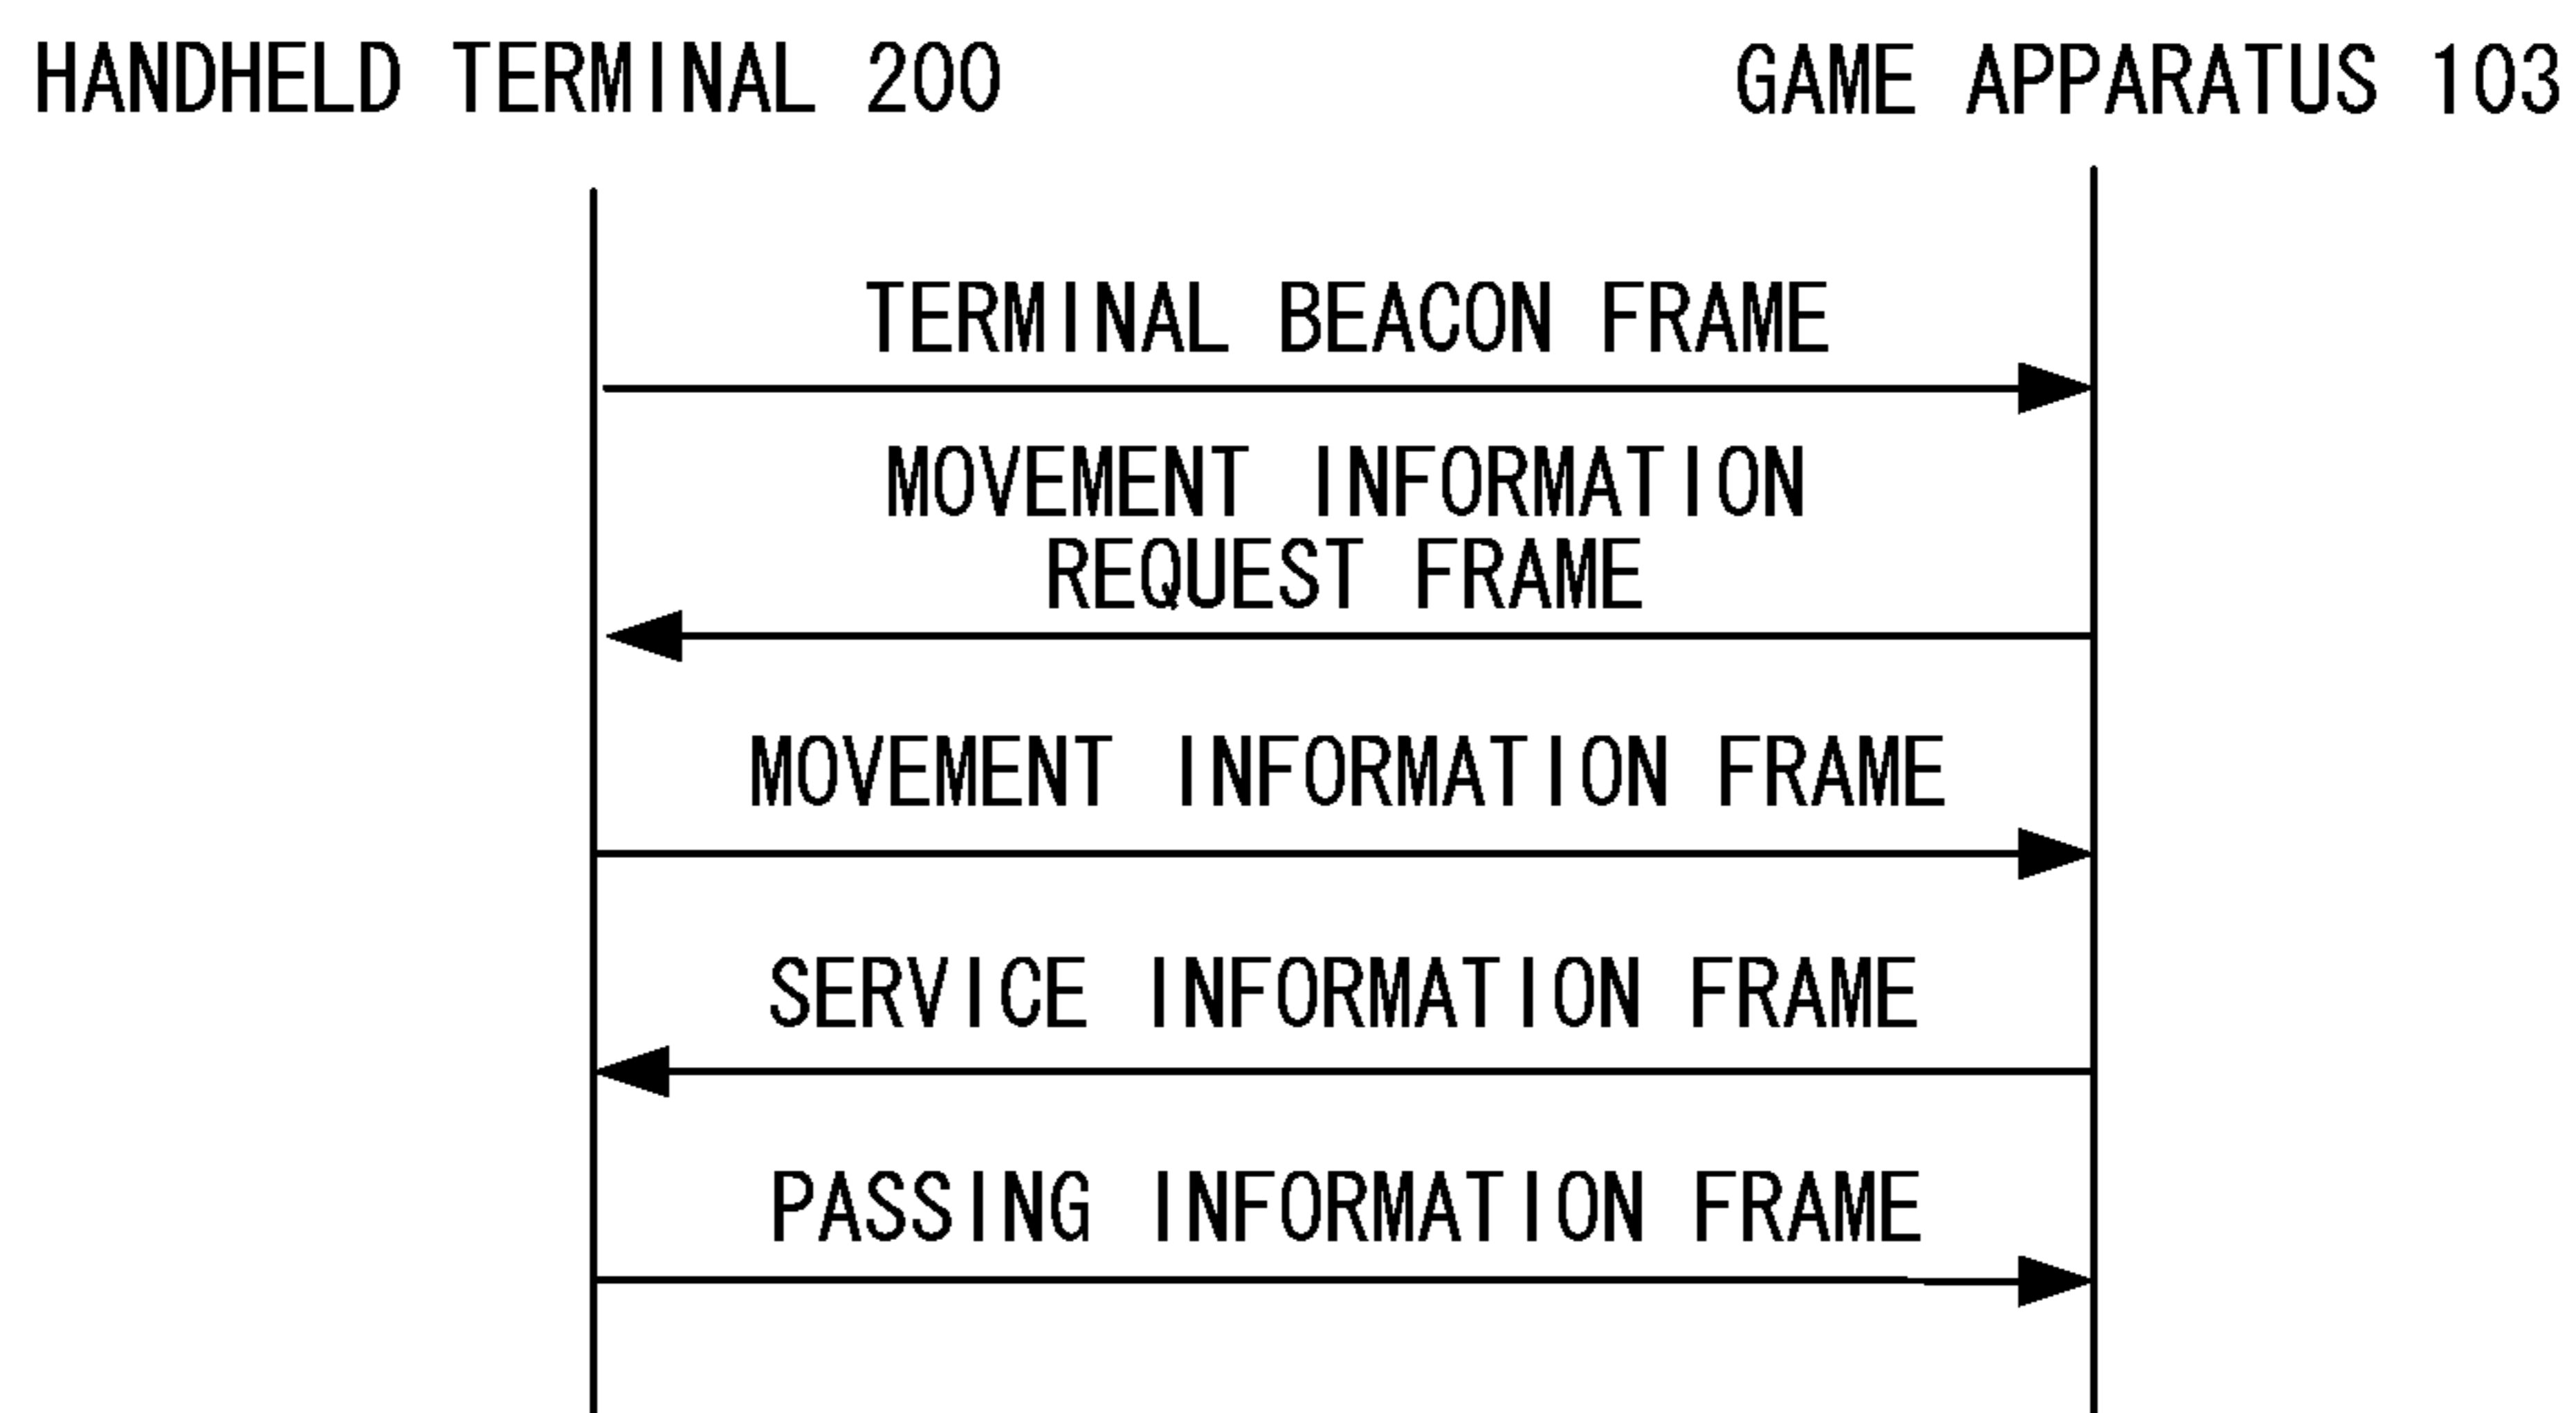 HANDHELD TERMINAL 200
GAME APPARATUS 103
TERMINAL BEACON FRAME
MOVEMENT INFORMATION
REQUEST FRAME
MOVEMENT INFORMATION FRAME
SERVICE INFORMATION FRAME
PASSING INFORMATION FRAME